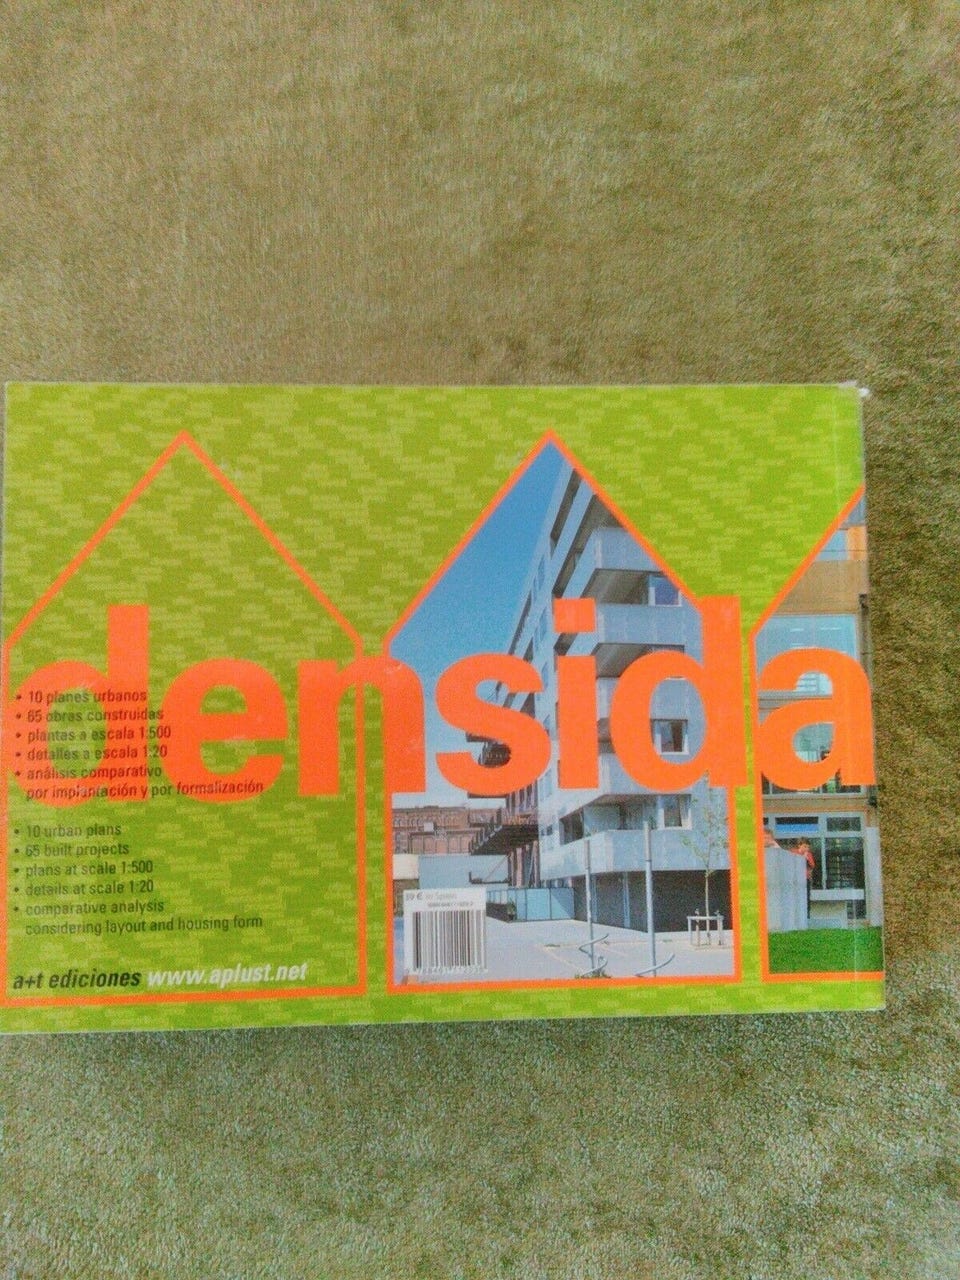 densida
• 10 planes urbanos
• 65 obras construidas
• plantas a escala 1:500
• detalles a escala 1:20
• análisis comparativo
por implantación y por formalización
• 10 urban plans
• 65 built projects
• plans at scale 1:500
• details at scale 1:20
• comparative analysis
considering layout and housing form
a+t ediciones www.aplust.net